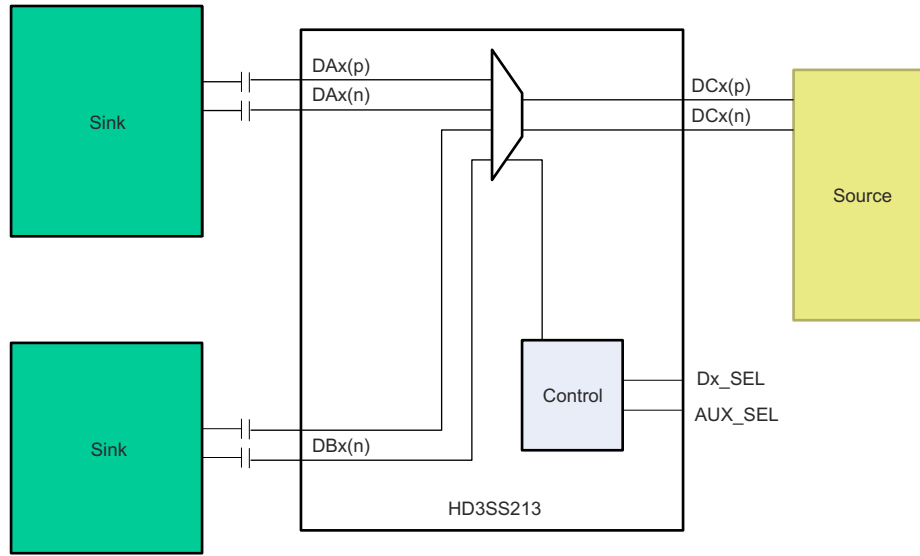 DAx(p)
DAx(n)
Sink
DCx(p)
DCx(n)
Source
Dx_SEL
Control
AUX_SEL
Sink
DBx(n)
HD3SS213